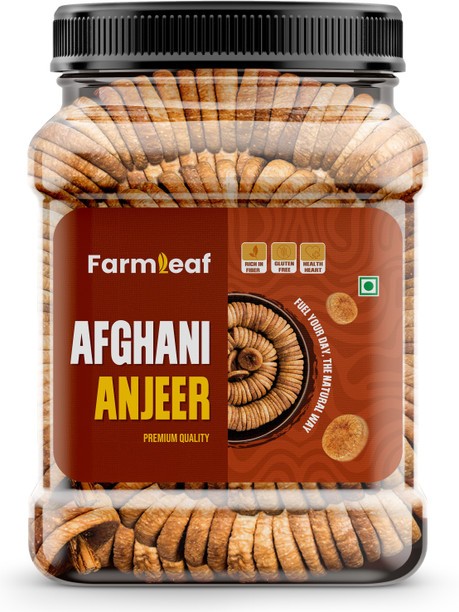 Farmleaf
RICH IN
FIBER
GLUTEN
FREE
HEALTH
HEART
AFGHANI
ANJEER
PREMIUM QUALITY
FUEL YOUR DAY, THE NATURAL WAY